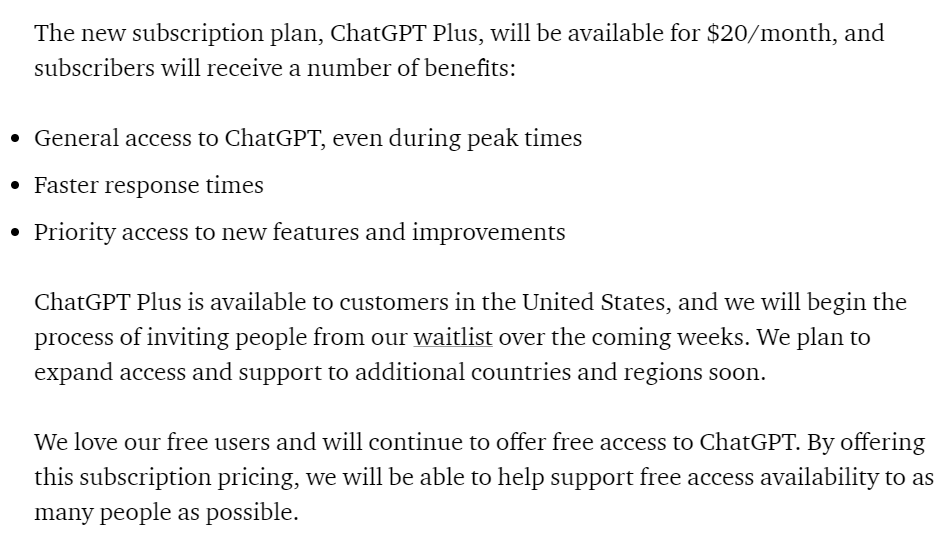 The new subscription plan, ChatGPT Plus, will be available for $20/month, and
subscribers will receive a number of benefits:
• General access to ChatGPT, even during peak times
• Faster response times
• Priority access to new features and improvements
ChatGPT Plus is available to customers in the United States, and we will begin the
process of inviting people from our waitlist over the coming weeks. We plan to
expand access and support to additional countries and regions soon.
We love our free users and will continue to offer free access to ChatGPT. By offering
this subscription pricing, we will be able to help support free access availability to as
many people as possible.